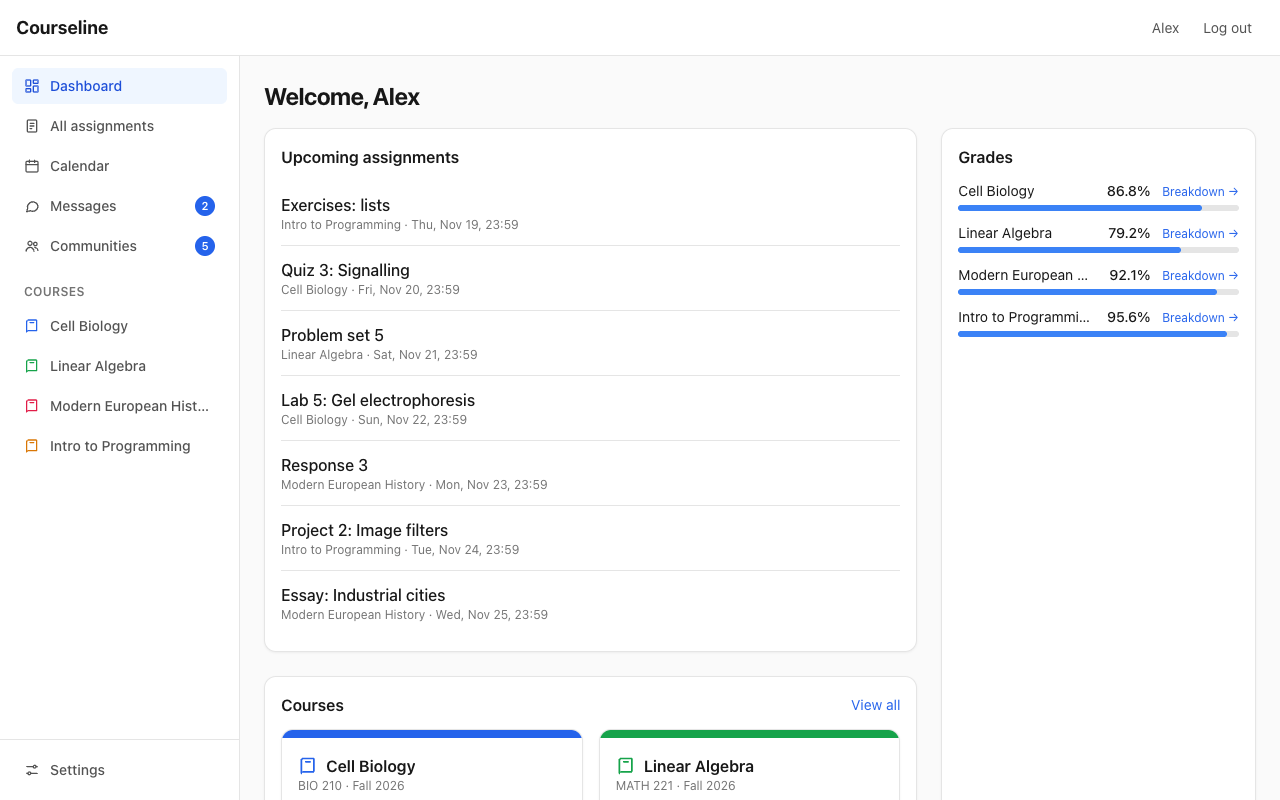 Courseline
Alex
Log out
Dashboard
All assignments
Calendar
Messages
2
Communities
5
COURSES
Cell Biology
Linear Algebra
Modern European Hist...
Intro to Programming
Settings
Welcome, Alex
Upcoming assignments
Exercises: lists
Intro to Programming · Thu, Nov 19, 23:59
Quiz 3: Signalling
Cell Biology · Fri, Nov 20, 23:59
Problem set 5
Linear Algebra · Sat, Nov 21, 23:59
Lab 5: Gel electrophoresis
Cell Biology · Sun, Nov 22, 23:59
Response 3
Modern European History · Mon, Nov 23, 23:59
Project 2: Image filters
Intro to Programming · Tue, Nov 24, 23:59
Essay: Industrial cities
Modern European History · Wed, Nov 25, 23:59
Courses
View all
Cell Biology
BIO 210 · Fall 2026
Linear Algebra
MATH 221 · Fall 2026
Grades
Cell Biology 86.8% Breakdown →
Linear Algebra 79.2% Breakdown →
Modern European ... 92.1% Breakdown →
Intro to Programmi... 95.6% Breakdown →